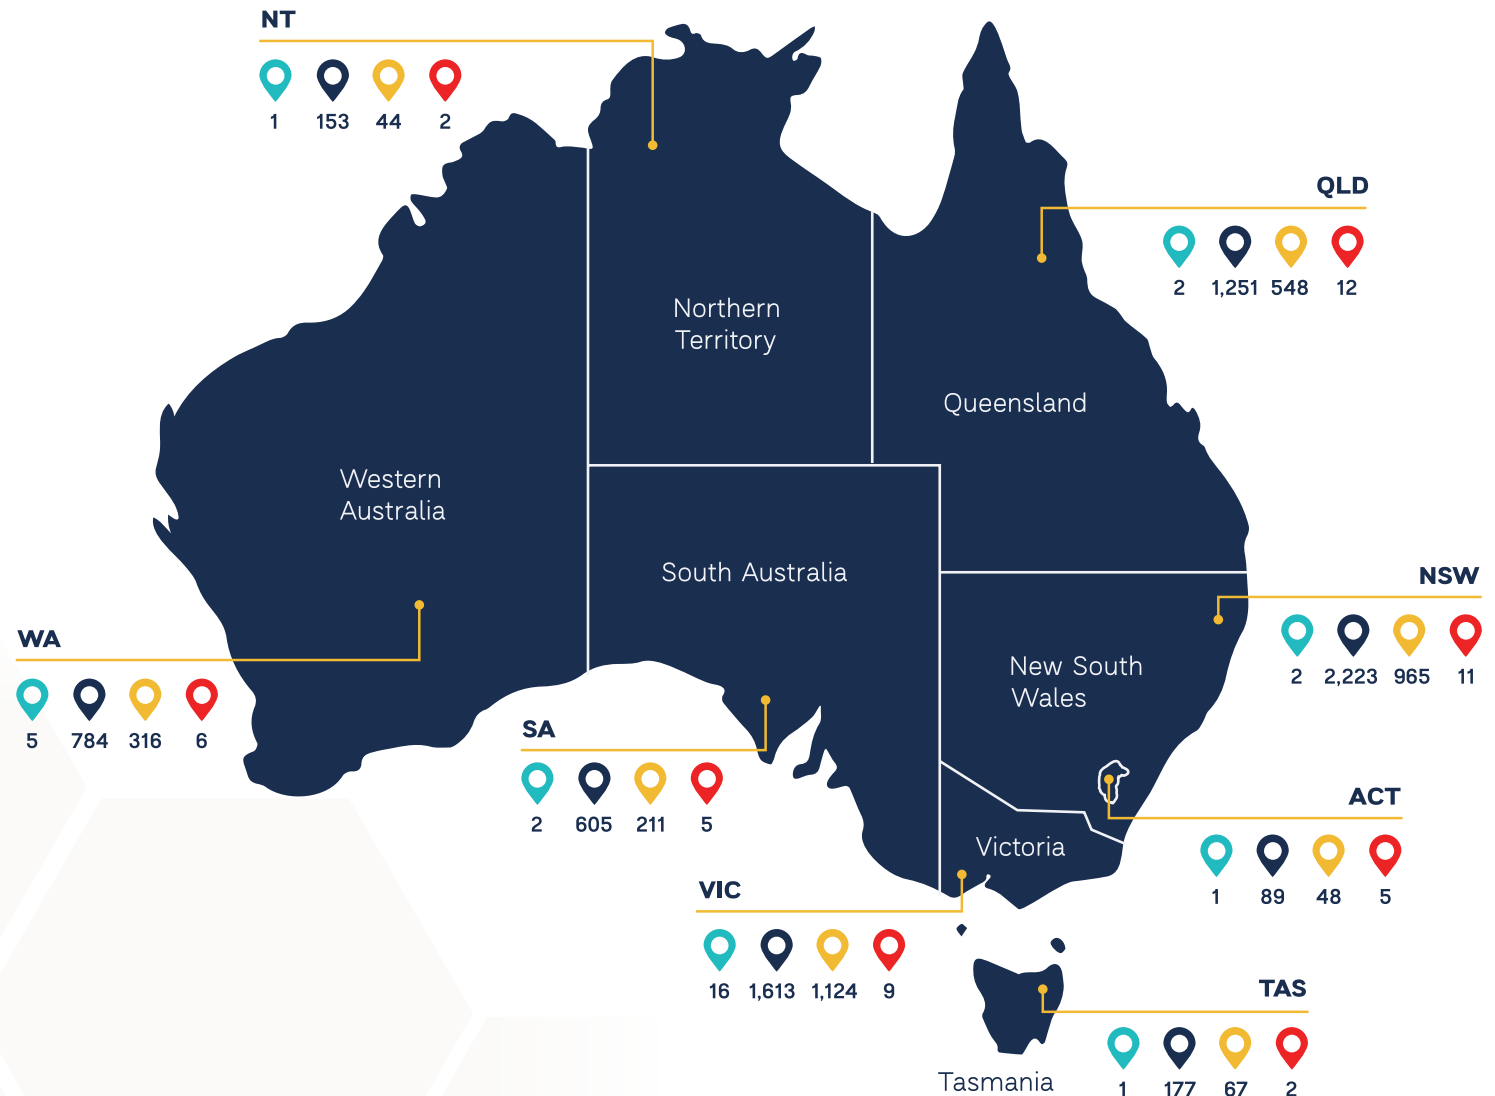 NT
1 153 44 2
QLD
2 1,251 548 12
Northern
Territory
Queensland
Western
Australia
South Australia
NSW
2 2,223 965 11
WA
5 784 316 6
New South
Wales
SA
2 605 211 5
ACT
1 89 48 5
Victoria
VIC
16 1,613 1,124 9
TAS
1 177 67 2
Tasmania